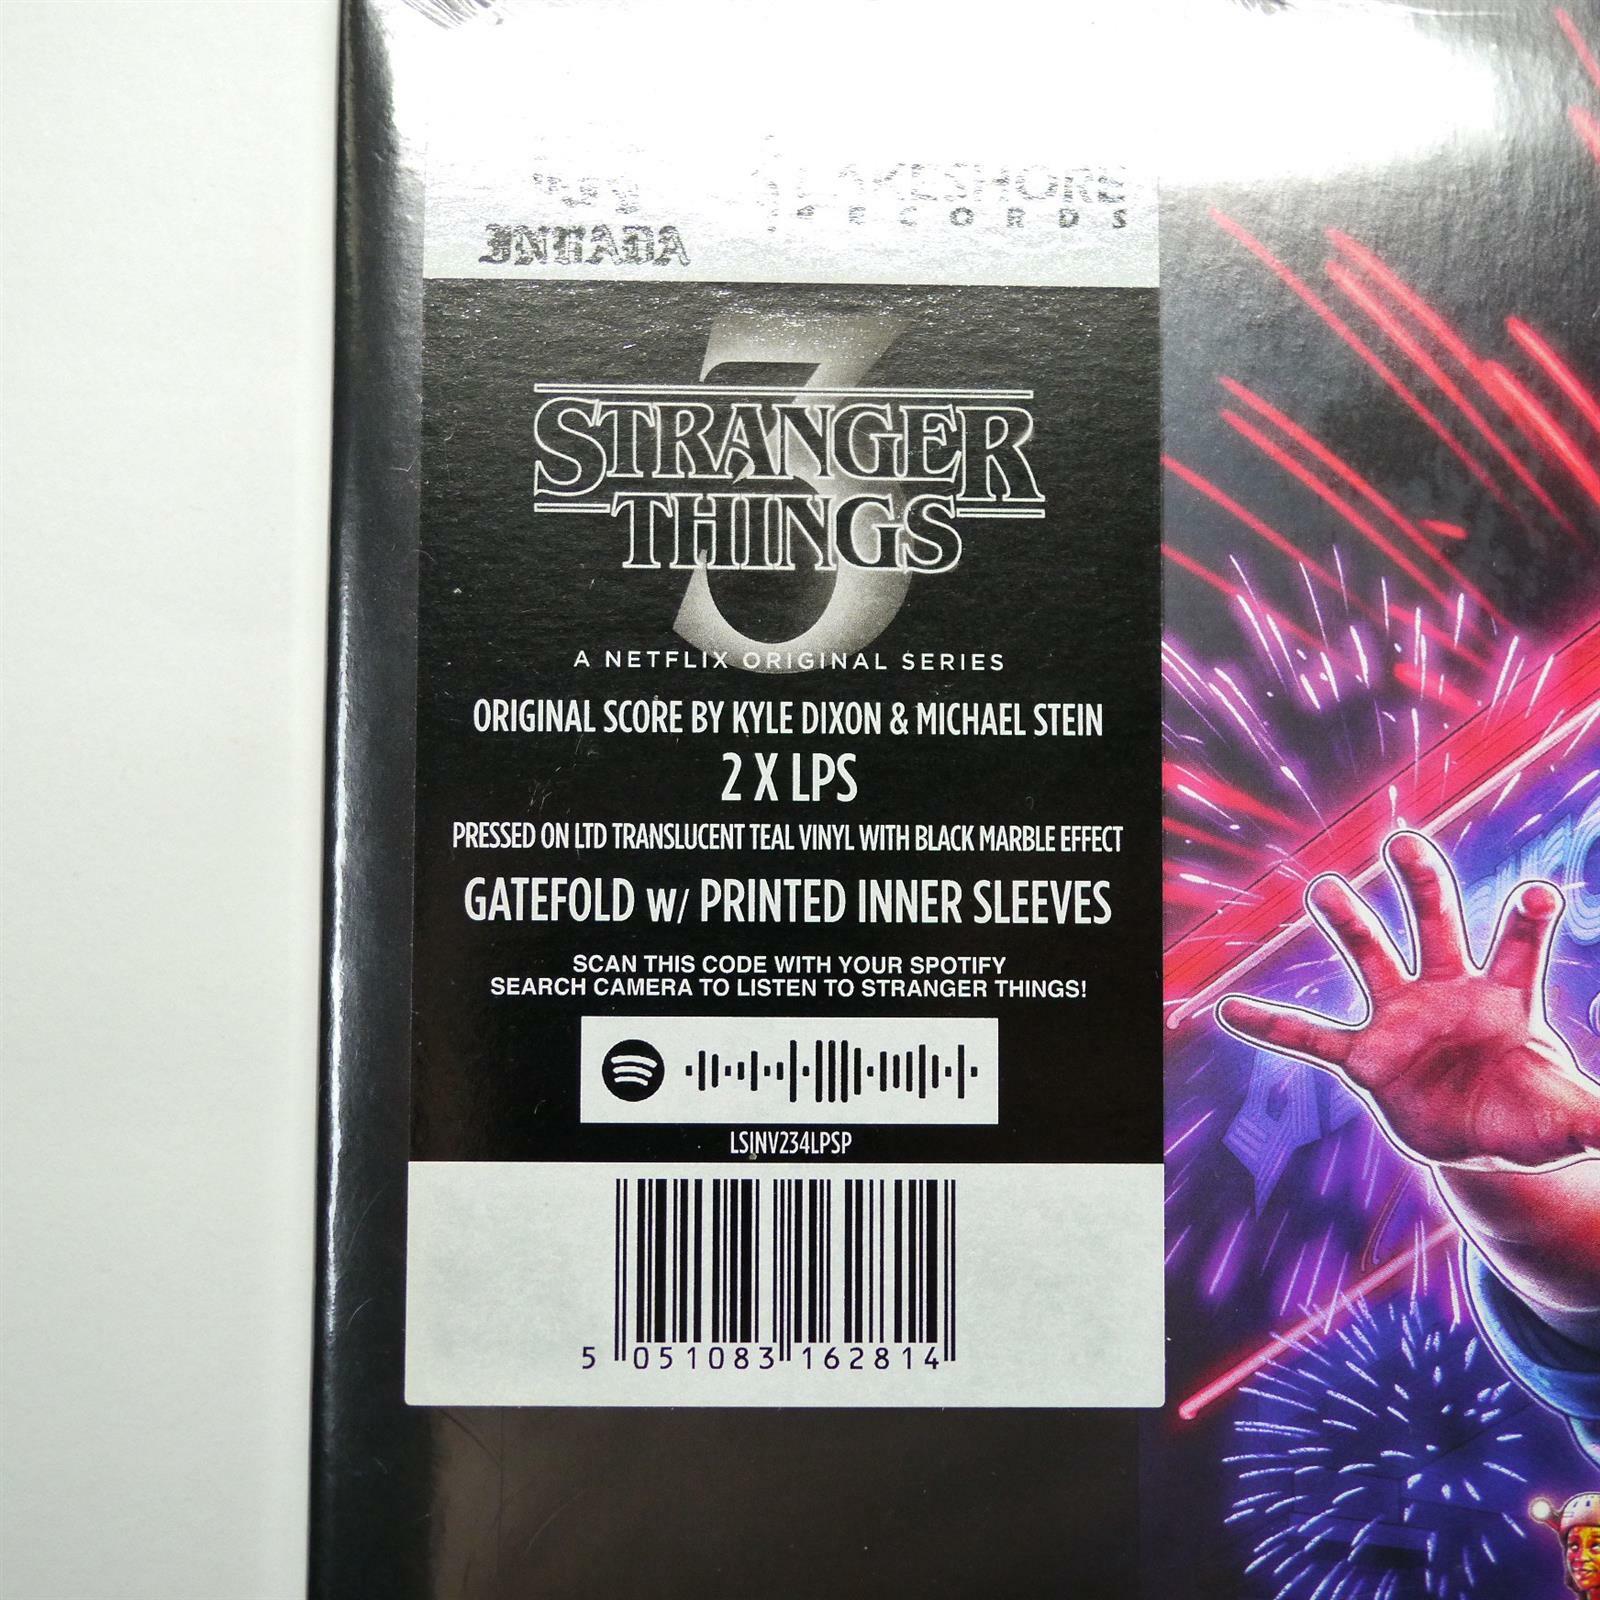 LAKESHORE
RECORDS
INVADA
3
STRANGER
THINGS
A NETFLIX ORIGINAL SERIES
ORIGINAL SCORE BY KYLE DIXON & MICHAEL STEIN
2 X LPS
PRESSED ON LTD TRANSLUCENT TEAL VINYL WITH BLACK MARBLE EFFECT
GATEFOLD w/ PRINTED INNER SLEEVES
SCAN THIS CODE WITH YOUR SPOTIFY
SEARCH CAMERA TO LISTEN TO STRANGER THINGS!
LSINV234LPSP
5 051083 162814